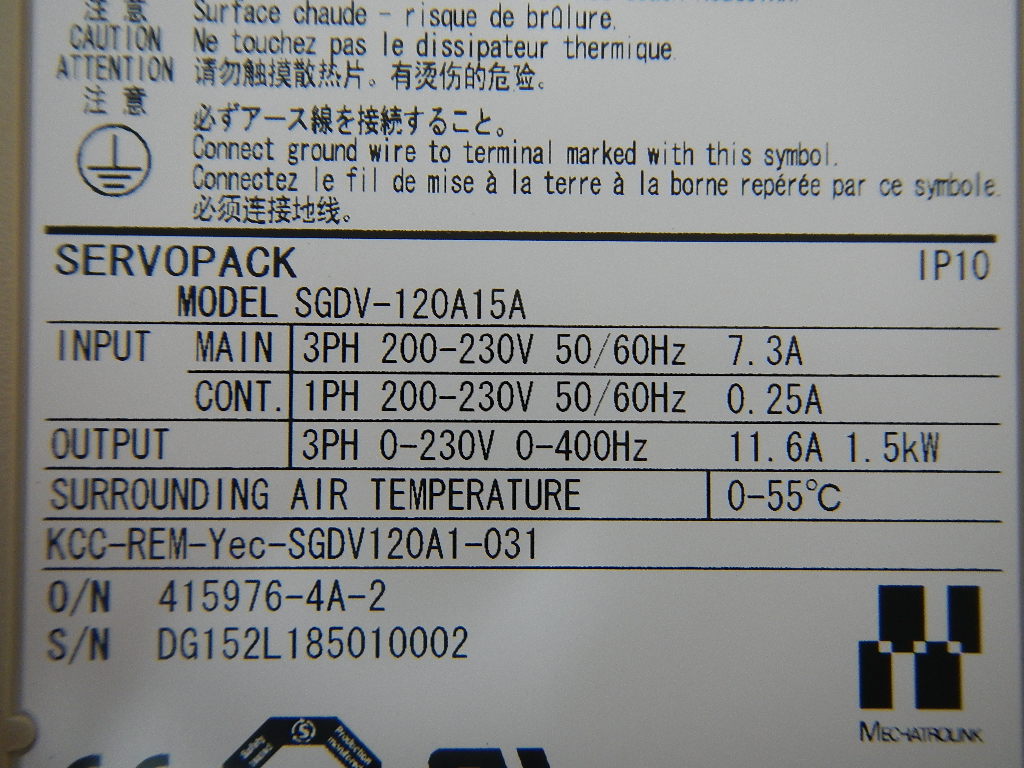 注 意
Surface chaude – risque de brûlure.
CAUTION
Ne touchez pas le dissipateur thermique.
ATTENTION
请勿触摸散热片。有烫伤的危险。
注 意
必ずアース線を接続すること。
Connect ground wire to terminal marked with this symbol.
Connectez le fil de mise à la terre à la borne repérée par ce symbole.
必须连接地线。
SERVOPACK IP10
MODEL SGDV-120A15A
INPUT MAIN 3PH 200-230V 50/60Hz 7.3A
CONT. 1PH 200-230V 50/60Hz 0.25A
OUTPUT 3PH 0-230V 0-400Hz 11.6A 1.5kW
SURROUNDING AIR TEMPERATURE 0-55℃
KCC-REM-Yec-SGDV120A1-031
O/N 415976-4A-2
S/N DG152L185010002
MECHATROLINK
Production
monitored
Safety
tested